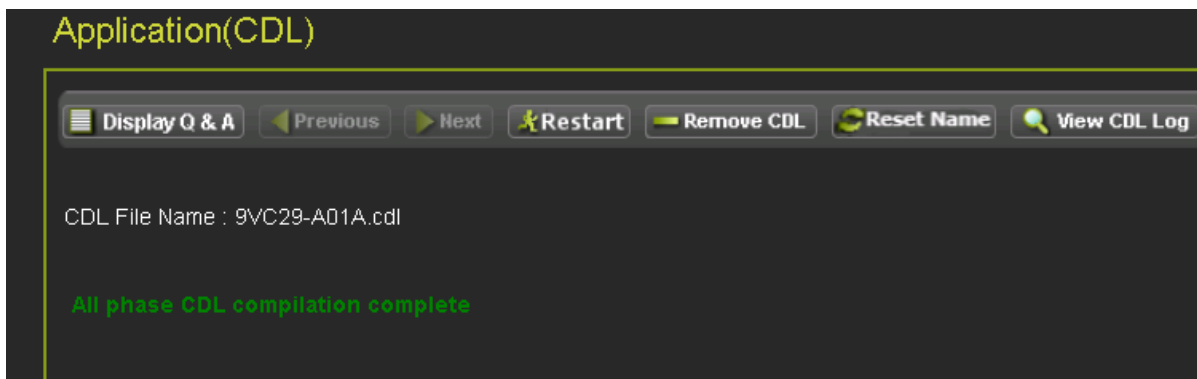 Application(CDL)
Display Q & A Previous Next Restart Remove CDL Reset Name View CDL Log
CDL File Name : 9VC29-A01A.cdl
All phase CDL compilation complete